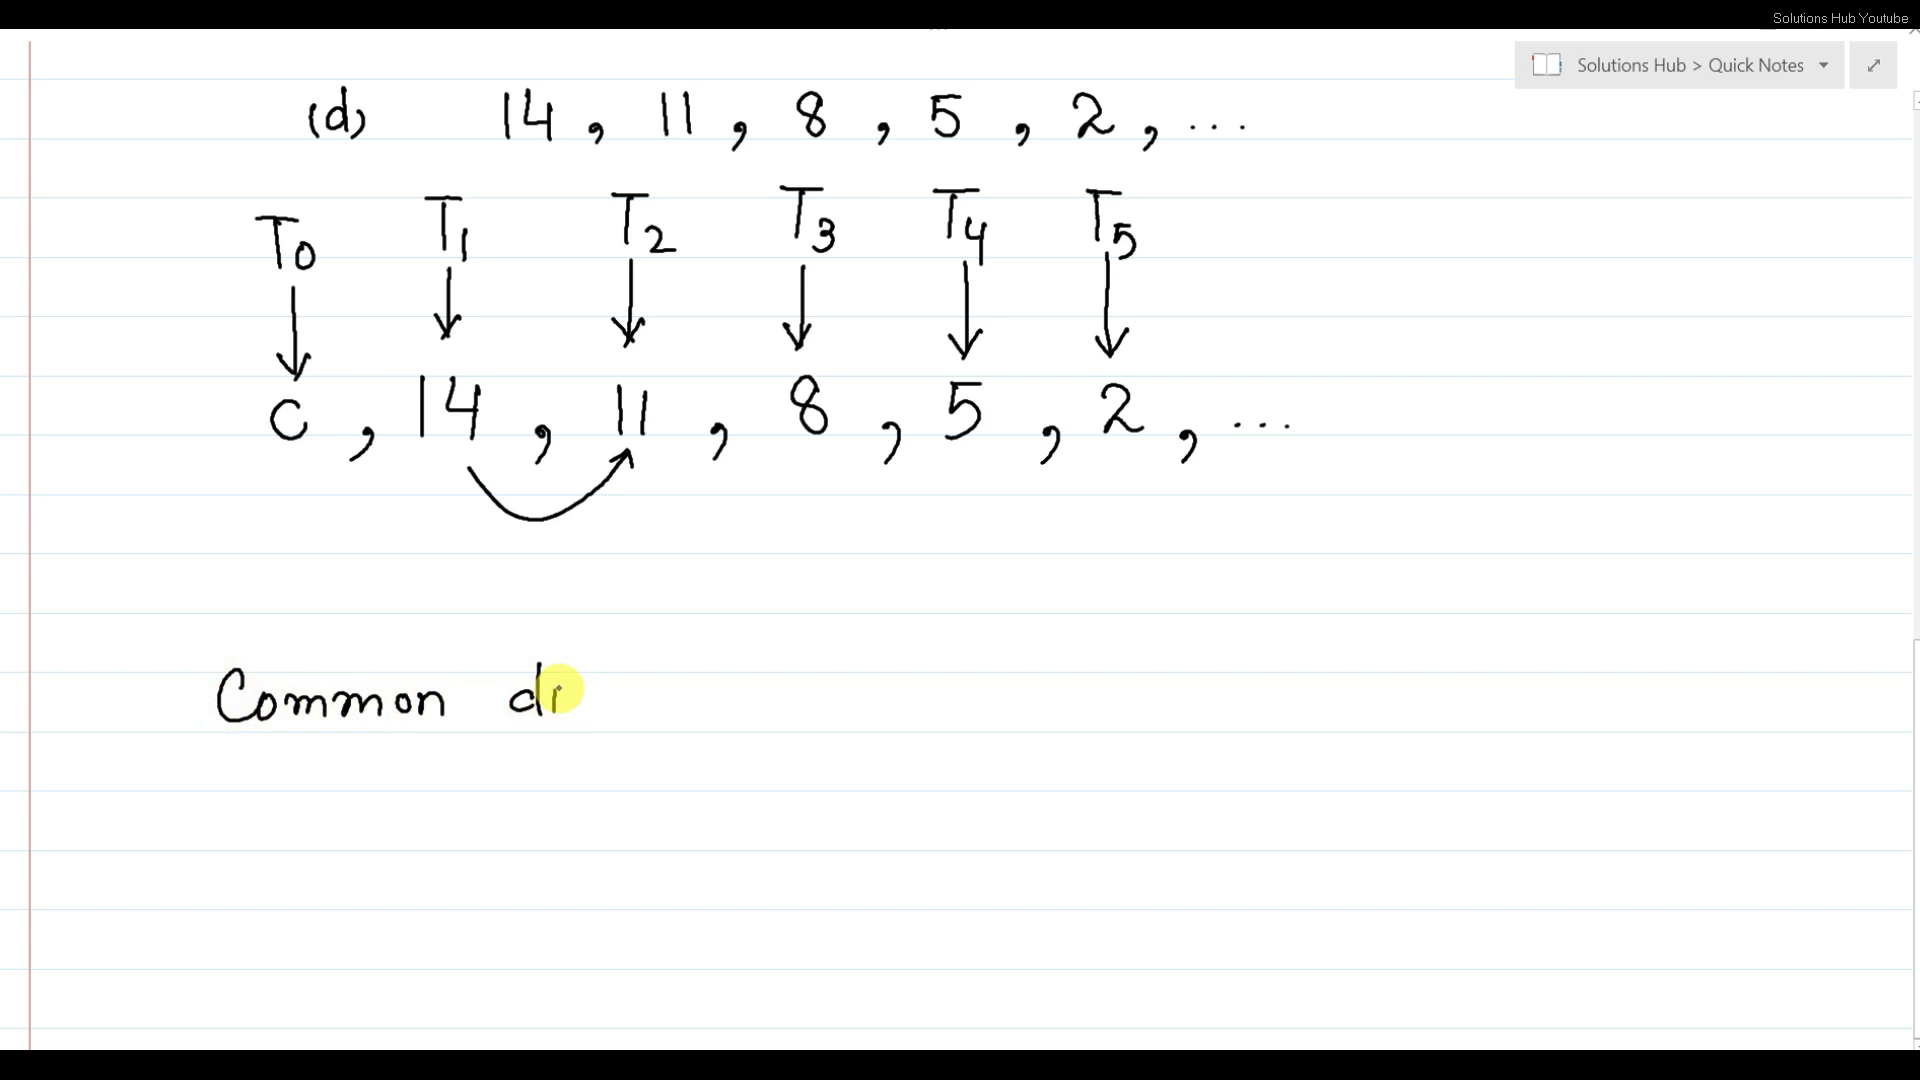 Solutions Hub Youtube
Solutions Hub > Quick Notes
(d) 14 , 11 , 8 , 5 , 2 , ...
T0 T1 T2 T3 T4 T5
C , 14 , 11 , 8 , 5 , 2 , ...
Common di